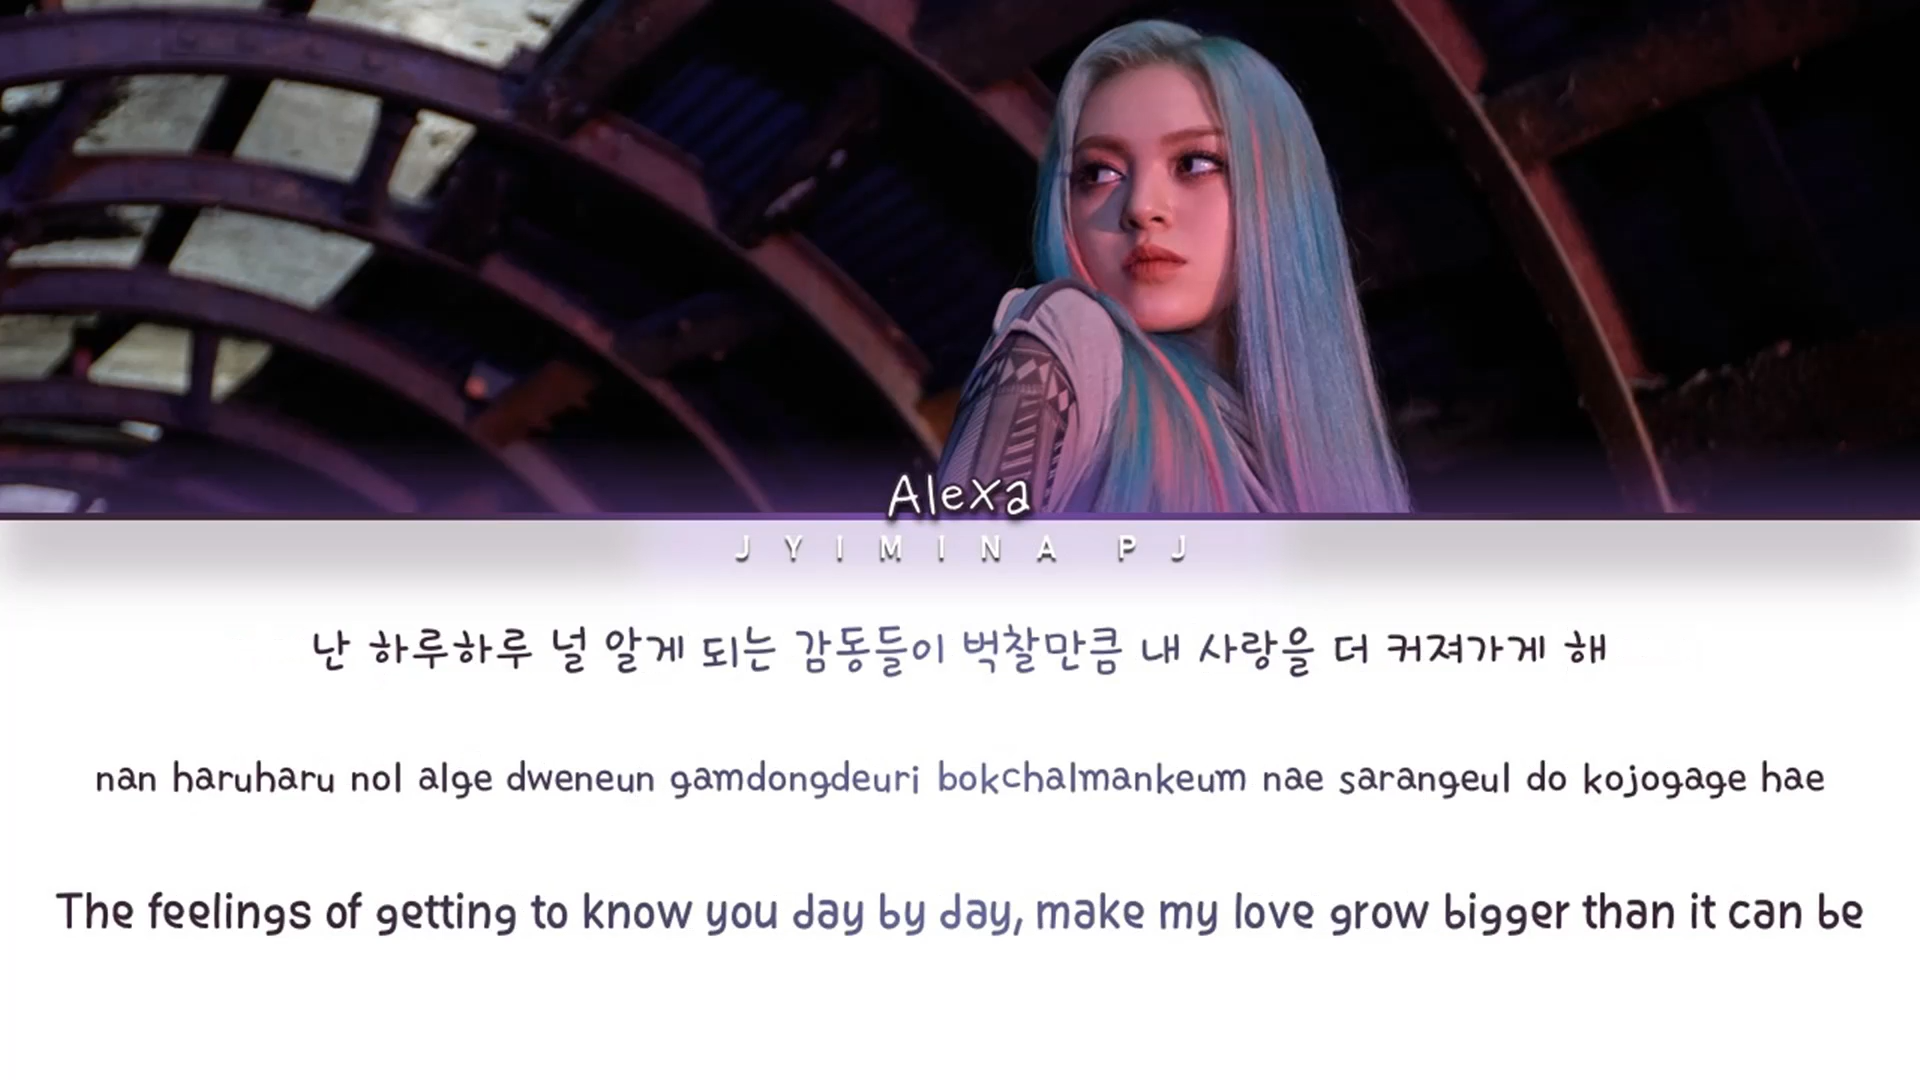 Alexa
JYIMINA PJ
난 하루하루 널 알게 되는 감동들이 벅찰만큼 내 사랑을 더 커져가게 해
nan haruharu nol alge dweneun gamdongdeuri bokchalmankeum nae sarangeul do kojogage hae
The feelings of getting to know you day by day, make my love grow bigger than it can be